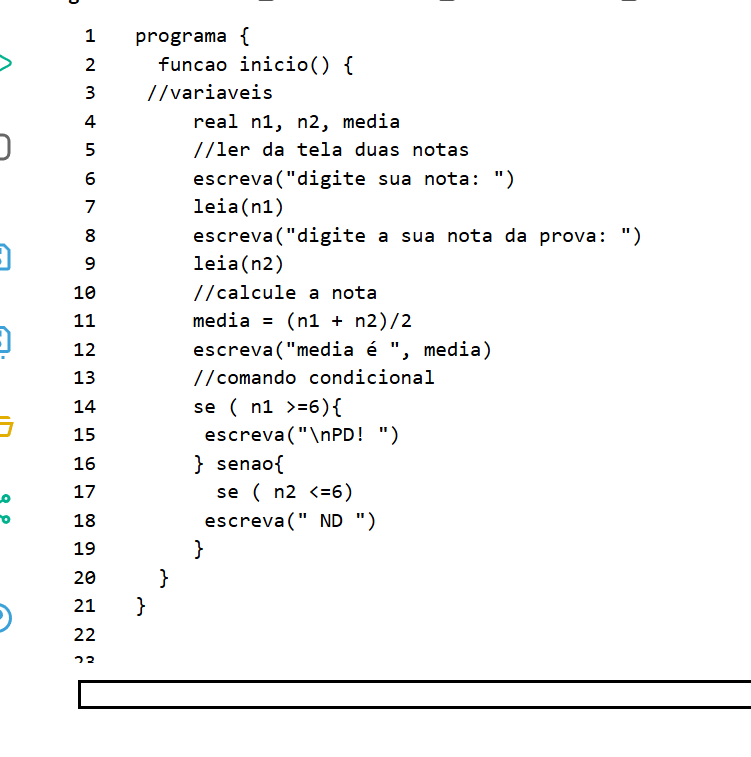 1 programa {
2 funcao inicio() {
3 //variaveis
4 real n1, n2, media
5 //ler da tela duas notas
6 escreva("digite sua nota: ")
7 leia(n1)
8 escreva("digite a sua nota da prova: ")
9 leia(n2)
10 //calcule a nota
11 media = (n1 + n2)/2
12 escreva("media é ", media)
13 //comando condicional
14 se ( n1 >=6){
15 escreva("\nPD! ")
16 } senao{
17 se ( n2 <=6)
18 escreva(" ND ")
19 }
20 }
21 }
22
23